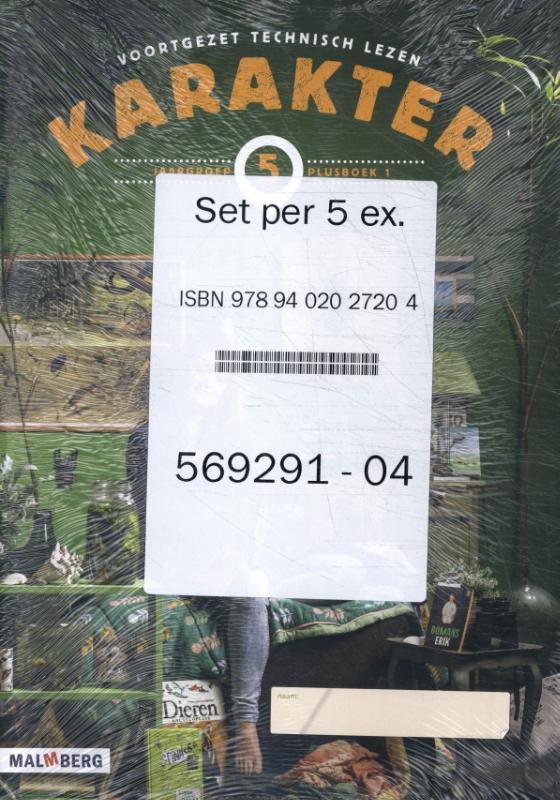 VOORTGEZET TECHNISCH LEZEN
KARAKTER
JAARGROEP 5 PLUSBOEK 1
Set per 5 ex.
ISBN 978 94 020 2720 4
569291 - 04
BOMANS
ERIK
naam:
Dieren
MALMBERG